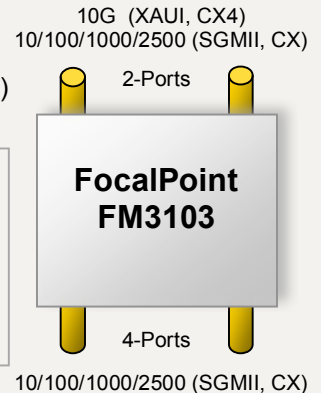 10G (XAUI, CX4)
10/100/1000/2500 (SGMII, CX)
)
2-Ports
FocalPoint
FM3103
4-Ports
10/100/1000/2500 (SGMII, CX)